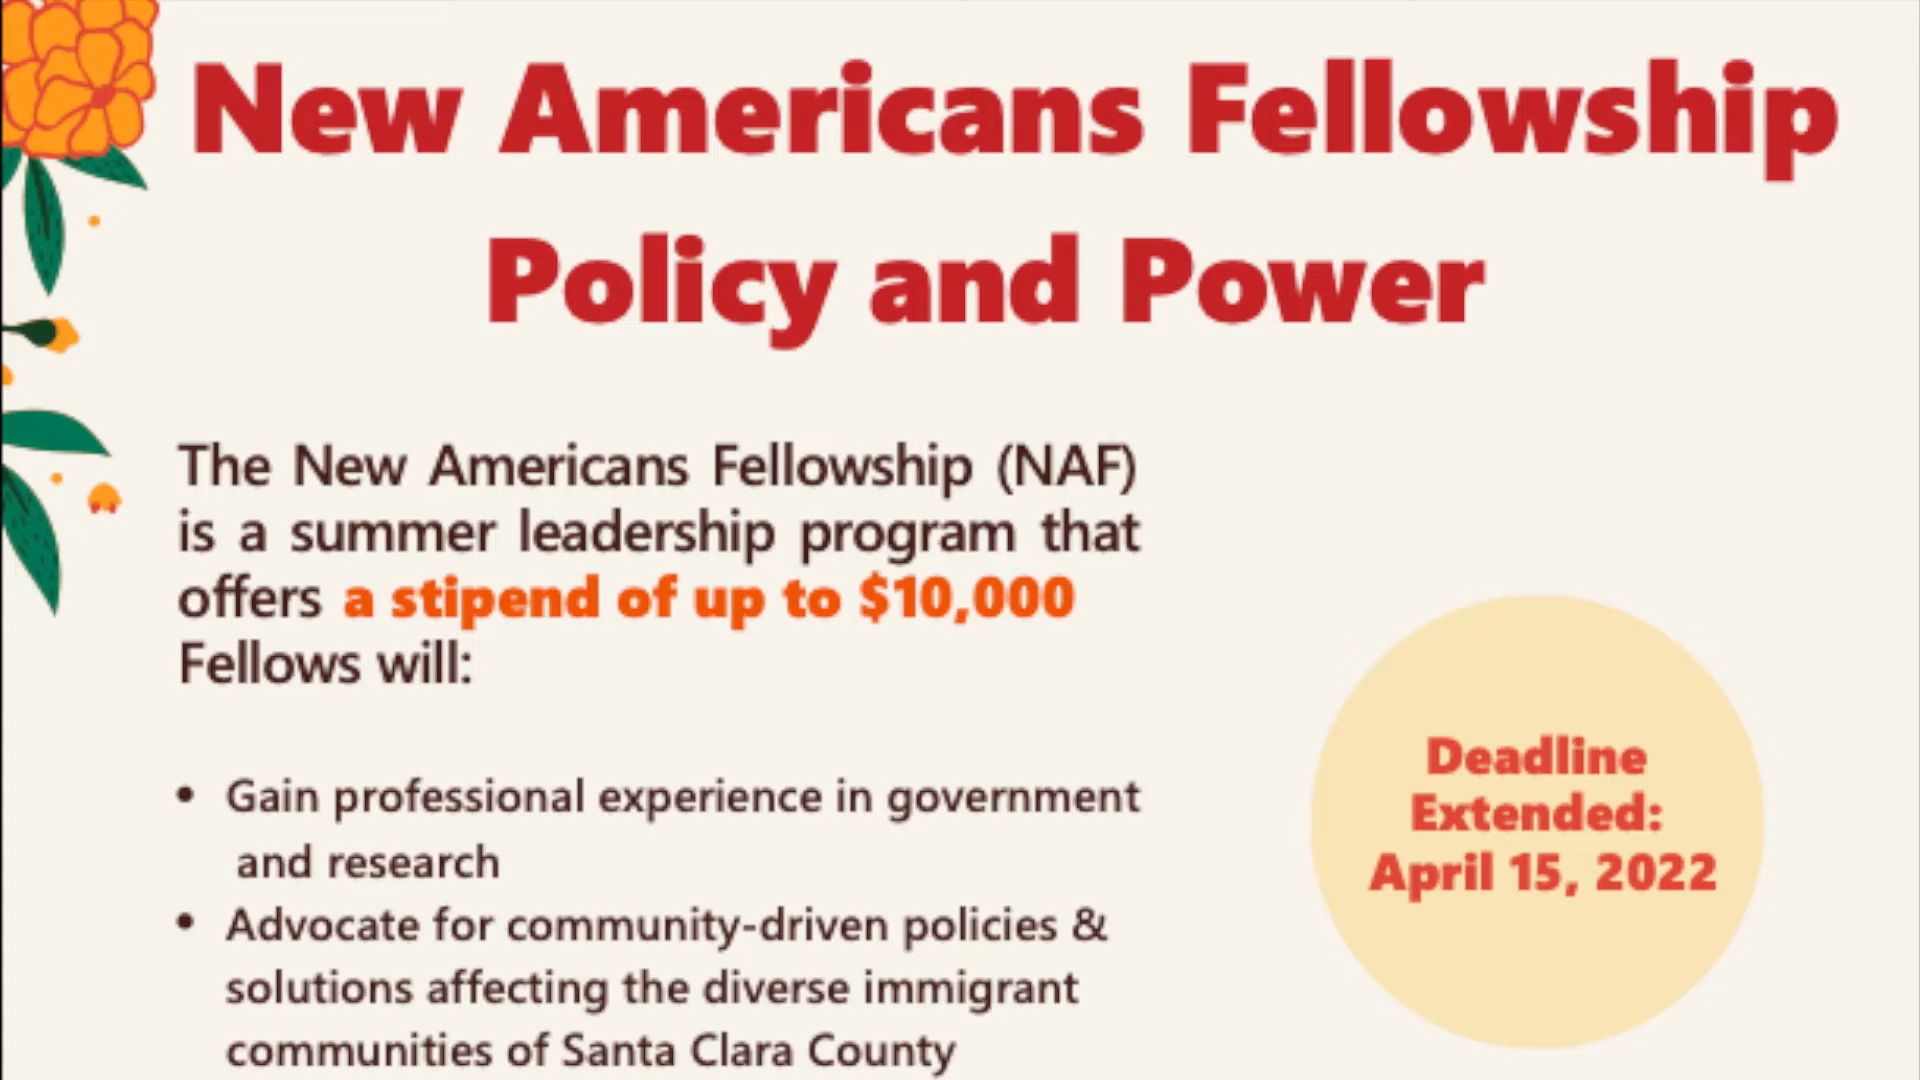 New Americans Fellowship
Policy and Power
The New Americans Fellowship (NAF)
is a summer leadership program that
offers a stipend of up to $10,000
Fellows will:
• Gain professional experience in government
and research
• Advocate for community-driven policies &
solutions affecting the diverse immigrant
communities of Santa Clara County
Deadline
Extended:
April 15, 2022